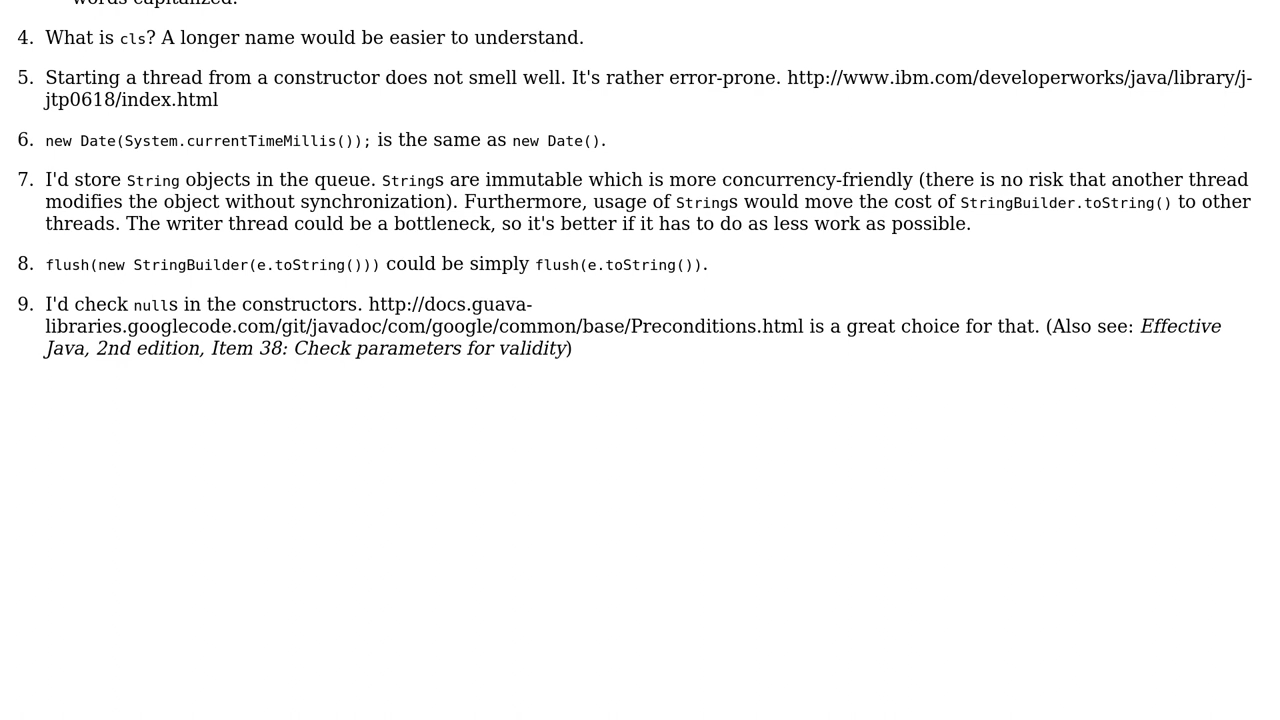 words capitalized.
4. What is cls? A longer name would be easier to understand.
5. Starting a thread from a constructor does not smell well. It's rather error-prone. http://www.ibm.com/developerworks/java/library/j-
jtp0618/index.html
6. new Date(System.currentTimeMillis()); is the same as new Date().
7. I'd store String objects in the queue. Strings are immutable which is more concurrency-friendly (there is no risk that another thread
modifies the object without synchronization). Furthermore, usage of Strings would move the cost of StringBuilder.toString() to other
threads. The writer thread could be a bottleneck, so it's better if it has to do as less work as possible.
8. flush(new StringBuilder(e.toString())) could be simply flush(e.toString()).
9. I'd check nulls in the constructors. http://docs.guava-
libraries.googlecode.com/git/javadoc/com/google/common/base/Preconditions.html is a great choice for that. (Also see: Effective
Java, 2nd edition, Item 38: Check parameters for validity)